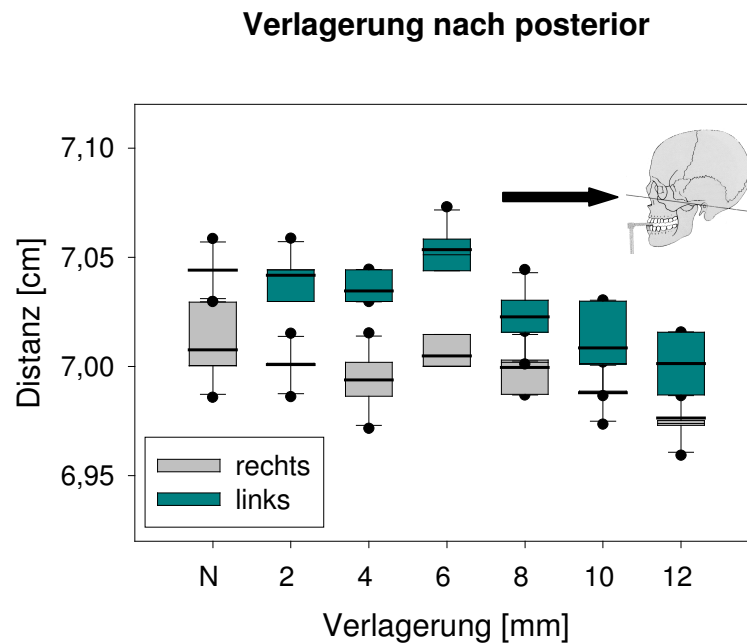 Verlagerung nach posterior
7,10
7,05
7,00
6,95
Distanz [cm]
rechts
links
N 2 4 6 8 10 12
Verlagerung [mm]